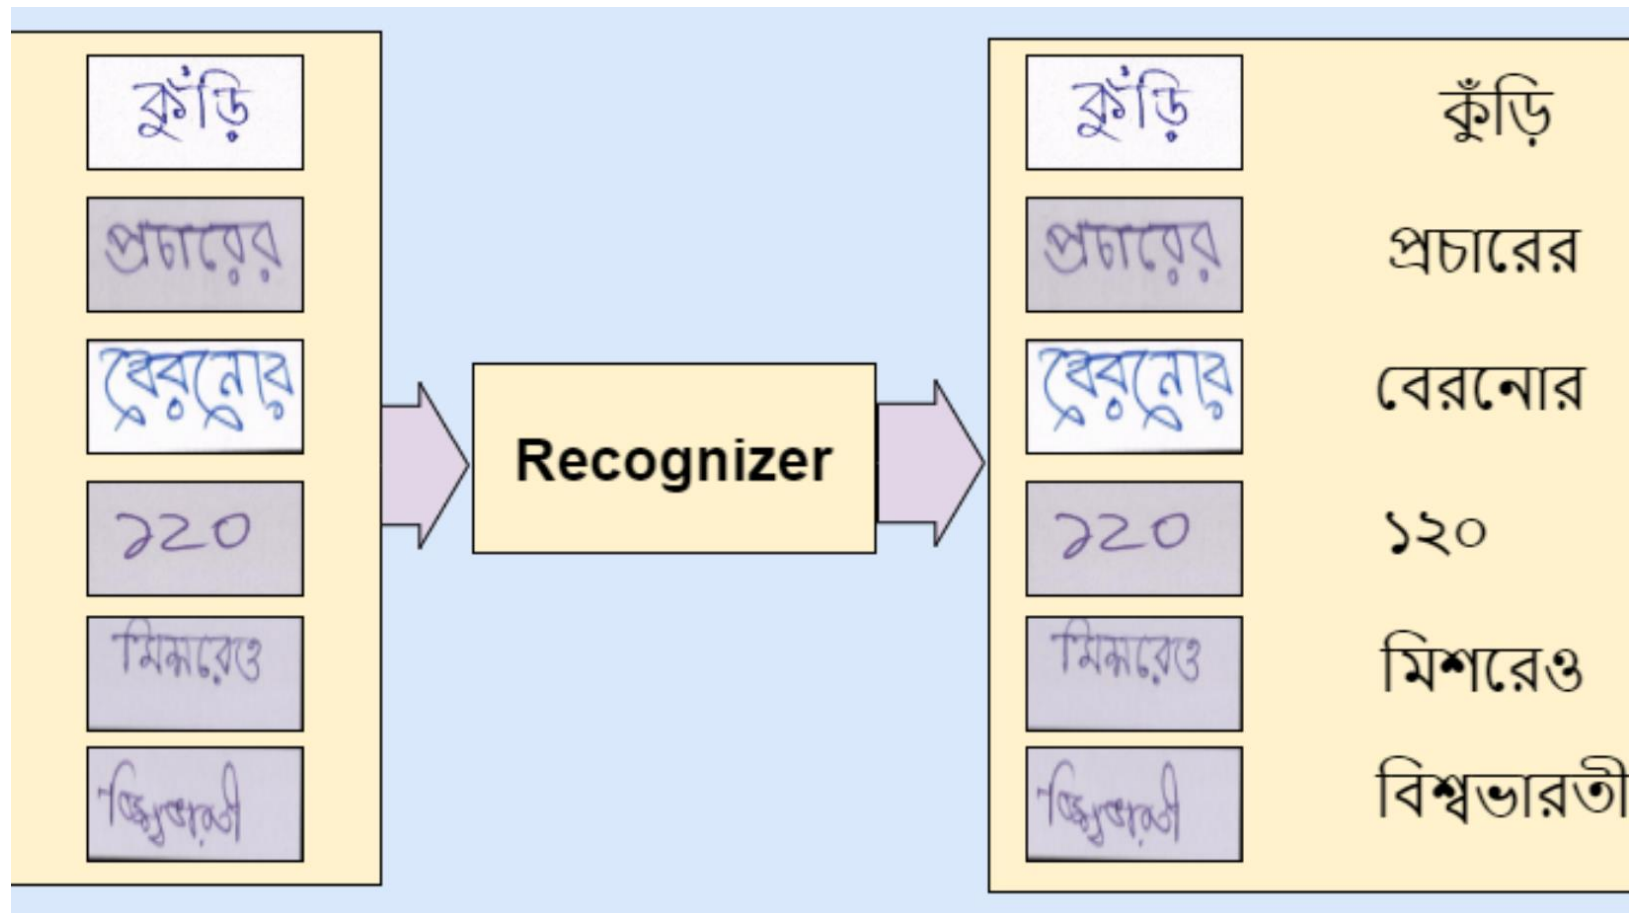 কুঁড়ি কুঁড়ি কুঁড়ি
প্রচারের প্রচারের প্রচারের
বেরনোর বেরনোর বেরনোর
Recognizer
১২০ ১২০ ১২০
মিশরেও মিশরেও মিশরেও
বিশ্বভারতী বিশ্বভারতী বিশ্বভারতী